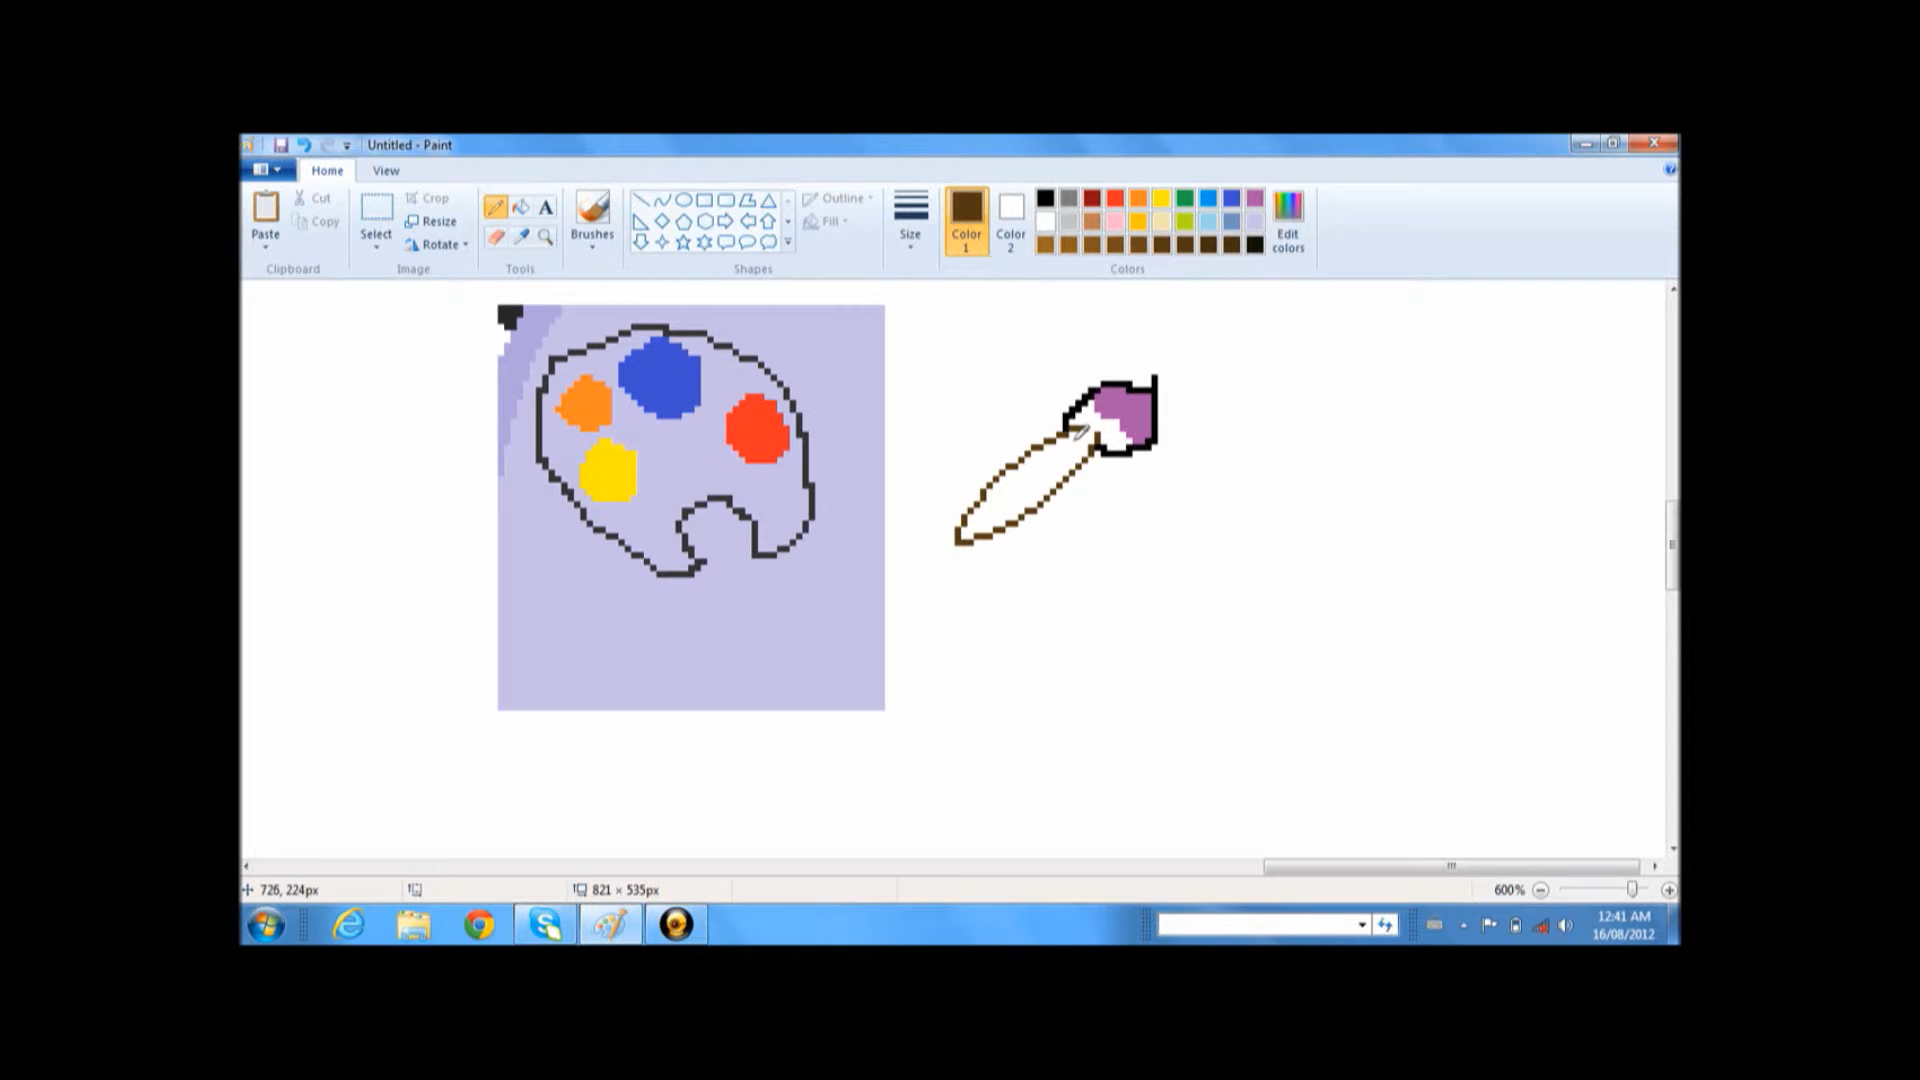 Untitled - Paint
Home View
Paste Cut Copy
Select Crop Resize Rotate
A
Brushes
Outline
Fill
Size
Color 1
Color 2
Edit colors
Clipboard Image Tools Shapes Colors
726, 224px 821 × 535px 600%
12:41 AM
16/08/2012